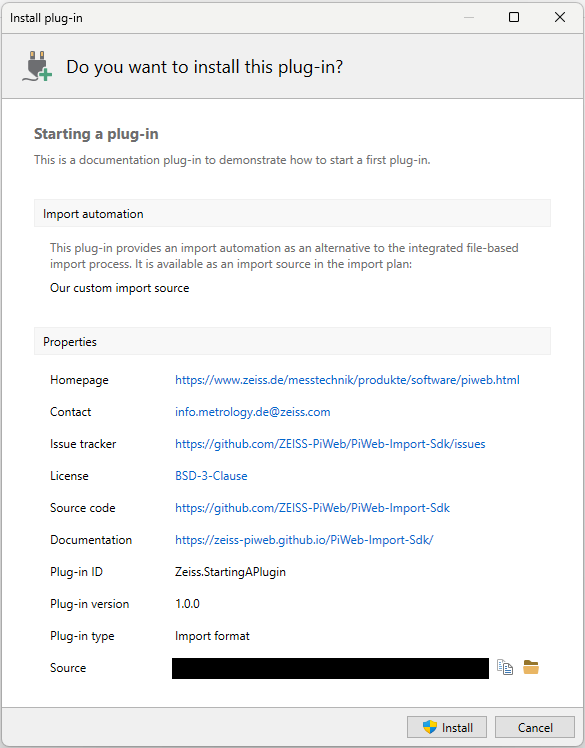 Install plug-in
Do you want to install this plug-in?
Starting a plug-in
This is a documentation plug-in to demonstrate how to start a first plug-in.
Import automation
This plug-in provides an import automation as an alternative to the integrated file-based
import process. It is available as an import source in the import plan:
Our custom import source
Properties
Homepage https://www.zeiss.de/messtechnik/produkte/software/piweb.html
Contact info.metrology.de@zeiss.com
Issue tracker https://github.com/ZEISS-PiWeb/PiWeb-Import-Sdk/issues
License BSD-3-Clause
Source code https://github.com/ZEISS-PiWeb/PiWeb-Import-Sdk
Documentation https://zeiss-piweb.github.io/PiWeb-Import-Sdk/
Plug-in ID Zeiss.StartingAPlugin
Plug-in version 1.0.0
Plug-in type Import format
Source
Install Cancel